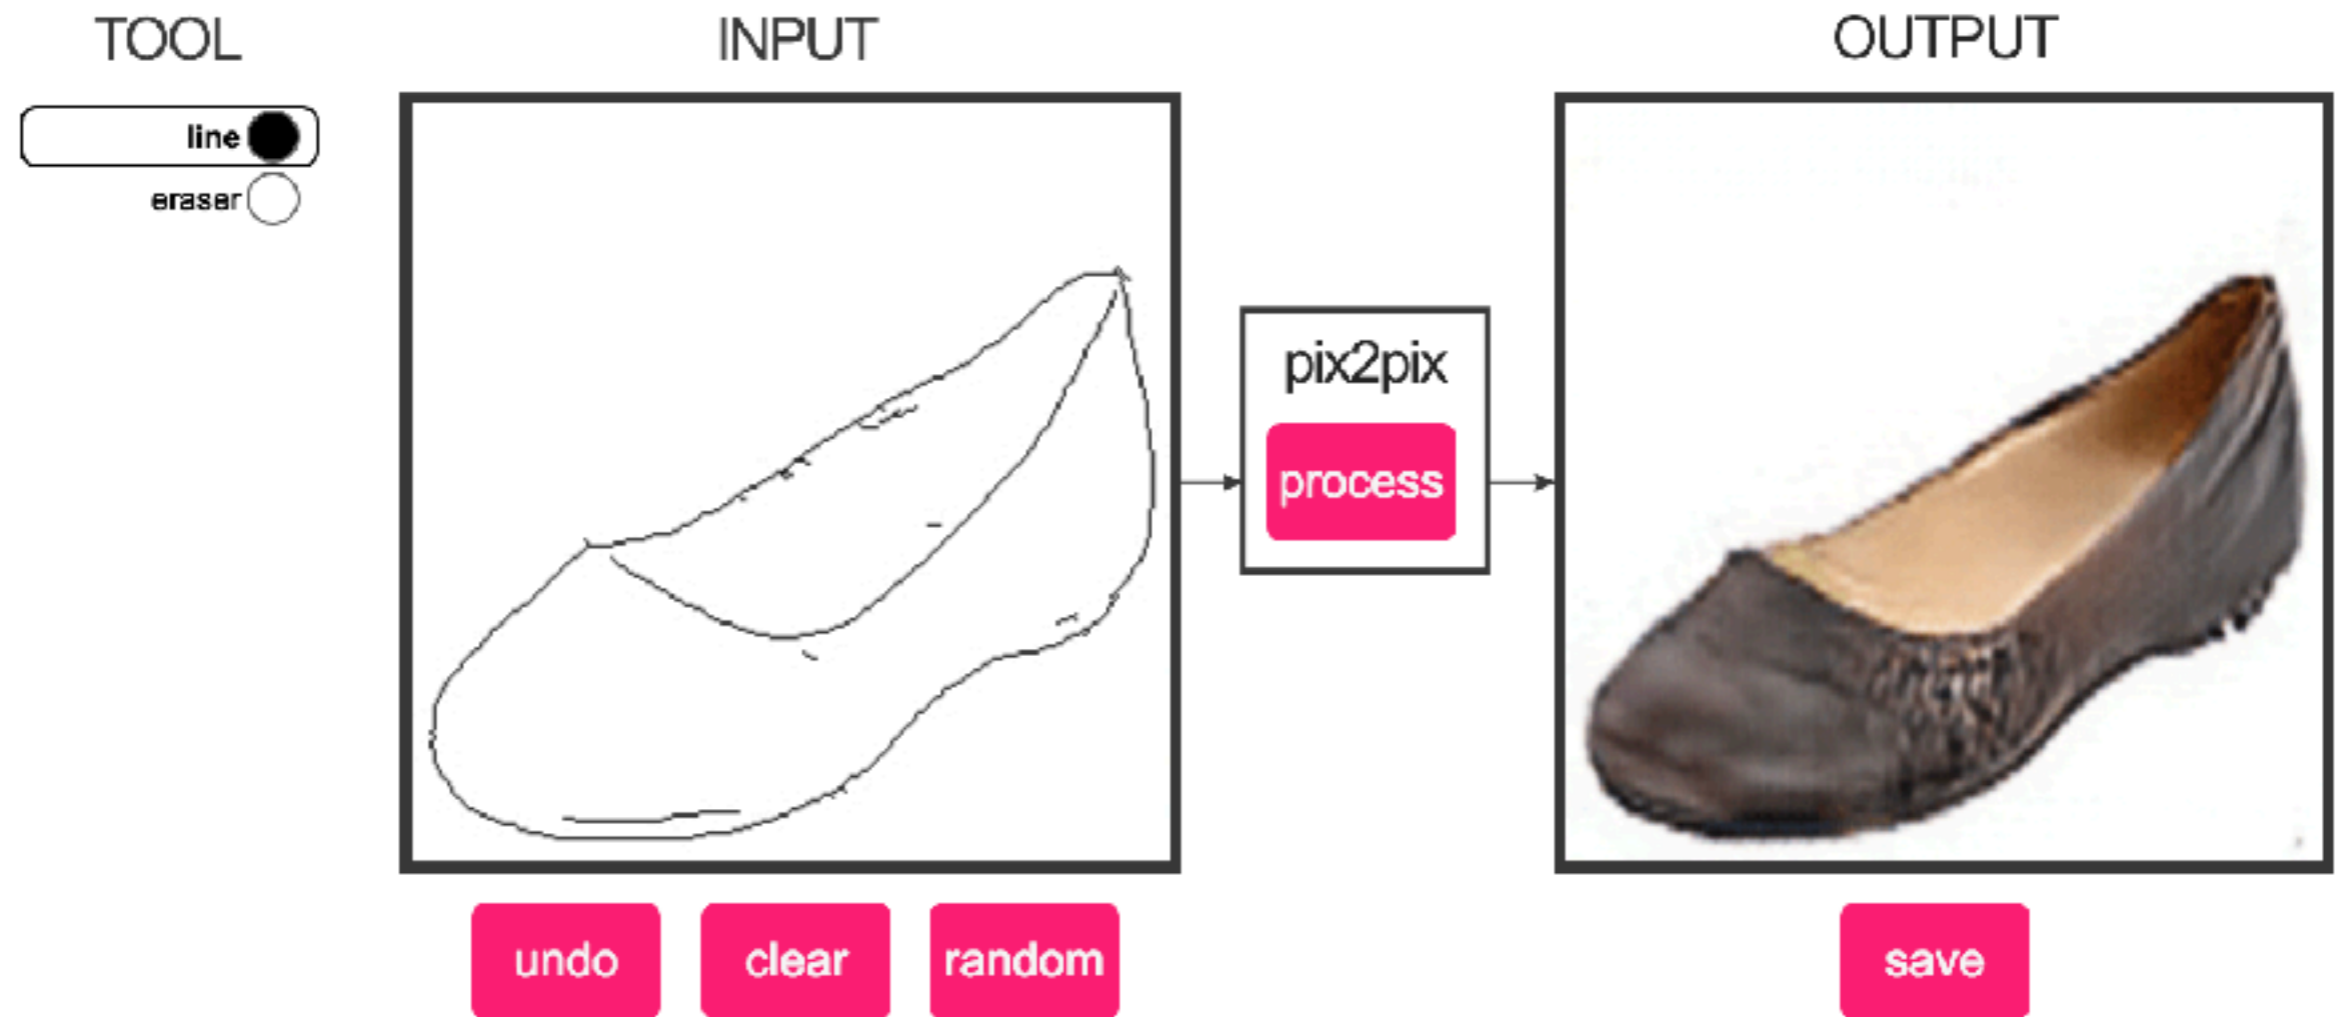 TOOL
INPUT
OUTPUT
line
eraser
pix2pix
process
undo
clear
random
save